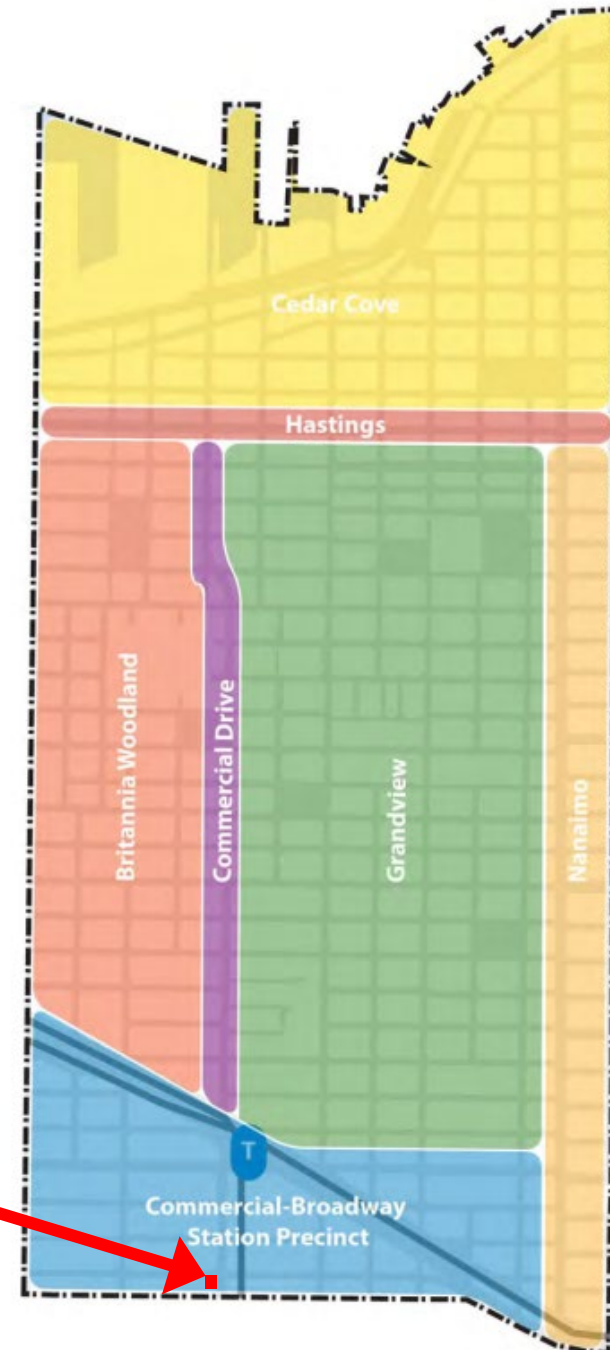 Cedar Cove
Hastings
Britannia Woodland
Commercial Drive
Grandview
Nanaimo
T
Commercial-Broadway
Station Precinct